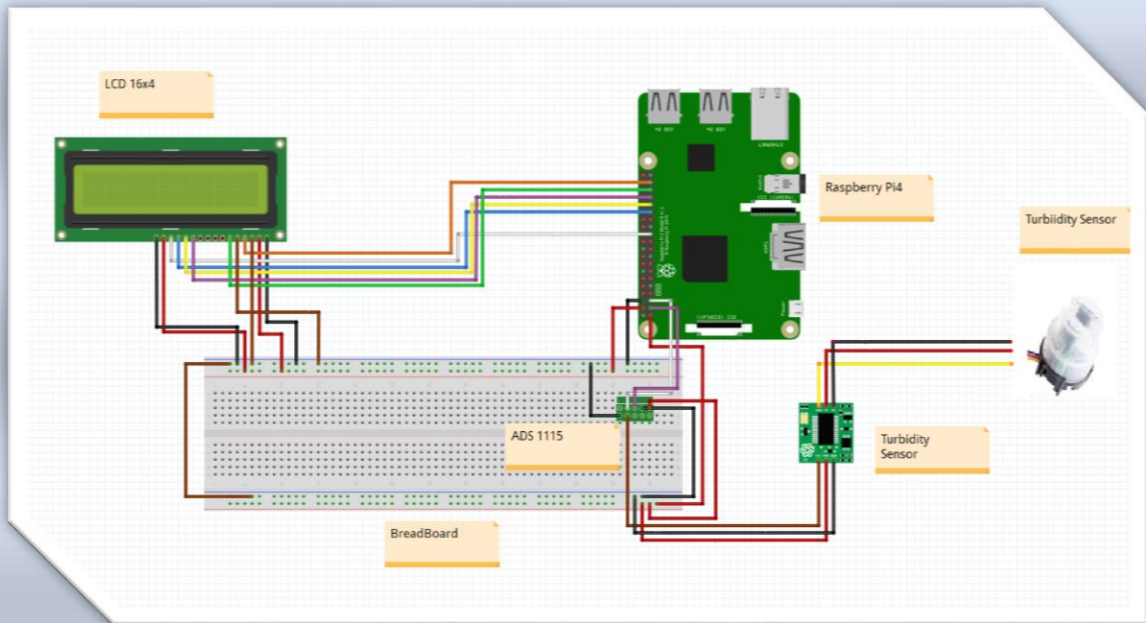 LCD 16x4
Raspberry Pi4
Turbiidity Sensor
ADS 1115
Turbidity
Sensor
BreadBoard